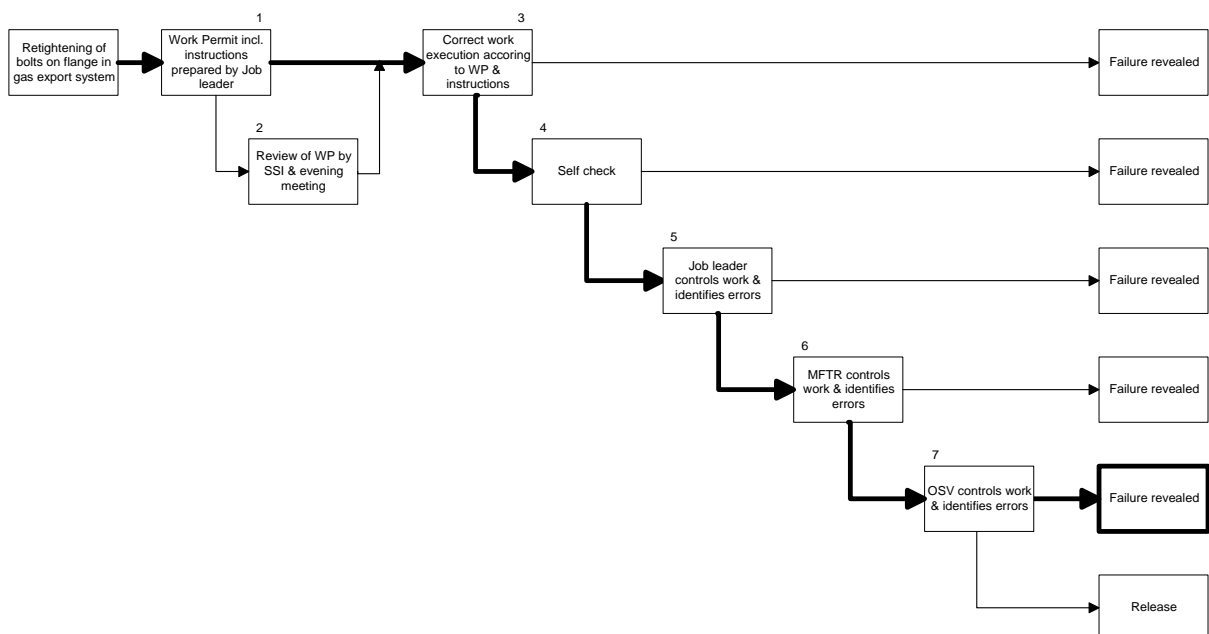 1
3
Retightening of
bolts on flange in
gas export system
Work Permit incl.
instructions
prepared by Job
leader
Correct work
execution accoring
to WP &
instructions
Failure revealed
2
Review of WP by
SSI & evening
meeting
4
Self check
Failure revealed
5
Job leader
controls work &
identifies errors
Failure revealed
6
MFTR controls
work & identifies
errors
Failure revealed
7
OSV controls work
& identifies errors
Failure revealed
Release